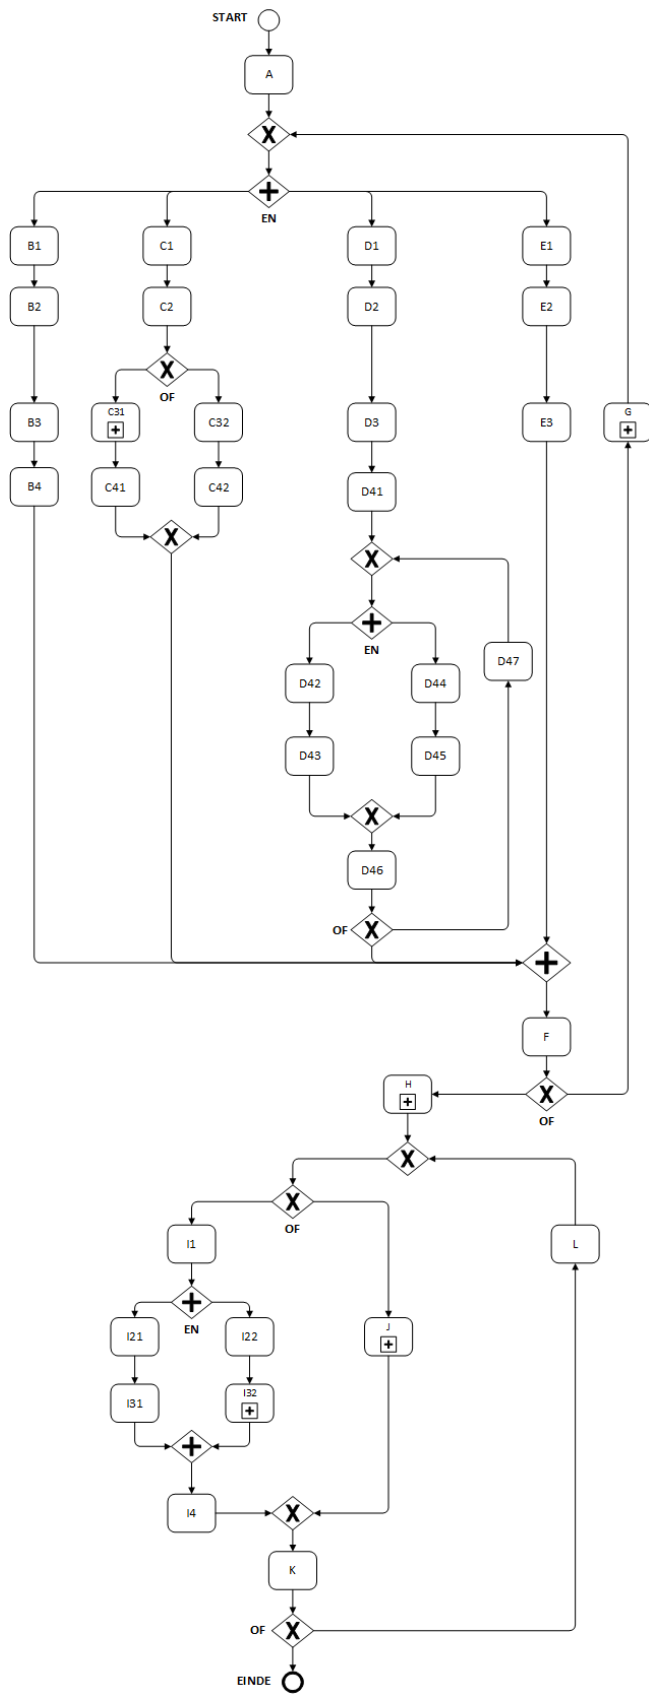 START
A
EN
B1
C1
D1
E1
B2
C2
D2
E2
OF
C31
C32
B3
D3
E3
G
B4
C41
C42
D41
EN
D42
D44
D47
D43
D45
D46
OF
F
OF
H
OF
I1
L
EN
I21
I22
J
I31
I32
I4
K
OF
EINDE